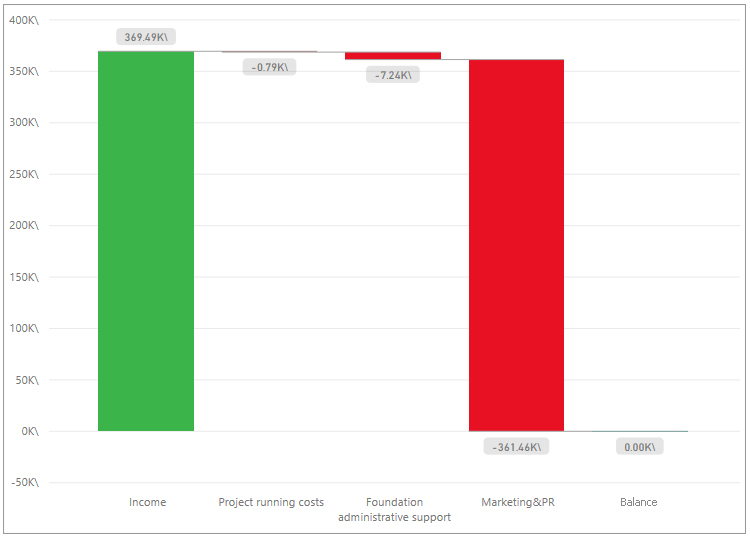 400K\
369.49K\
350K\
-0.79K\
-7.24K\
300K\
250K\
200K\
150K\
100K\
50K\
0K\
-361.46K\
0.00K\
-50K\
Income
Project running costs
Foundation
administrative support
Marketing&PR
Balance